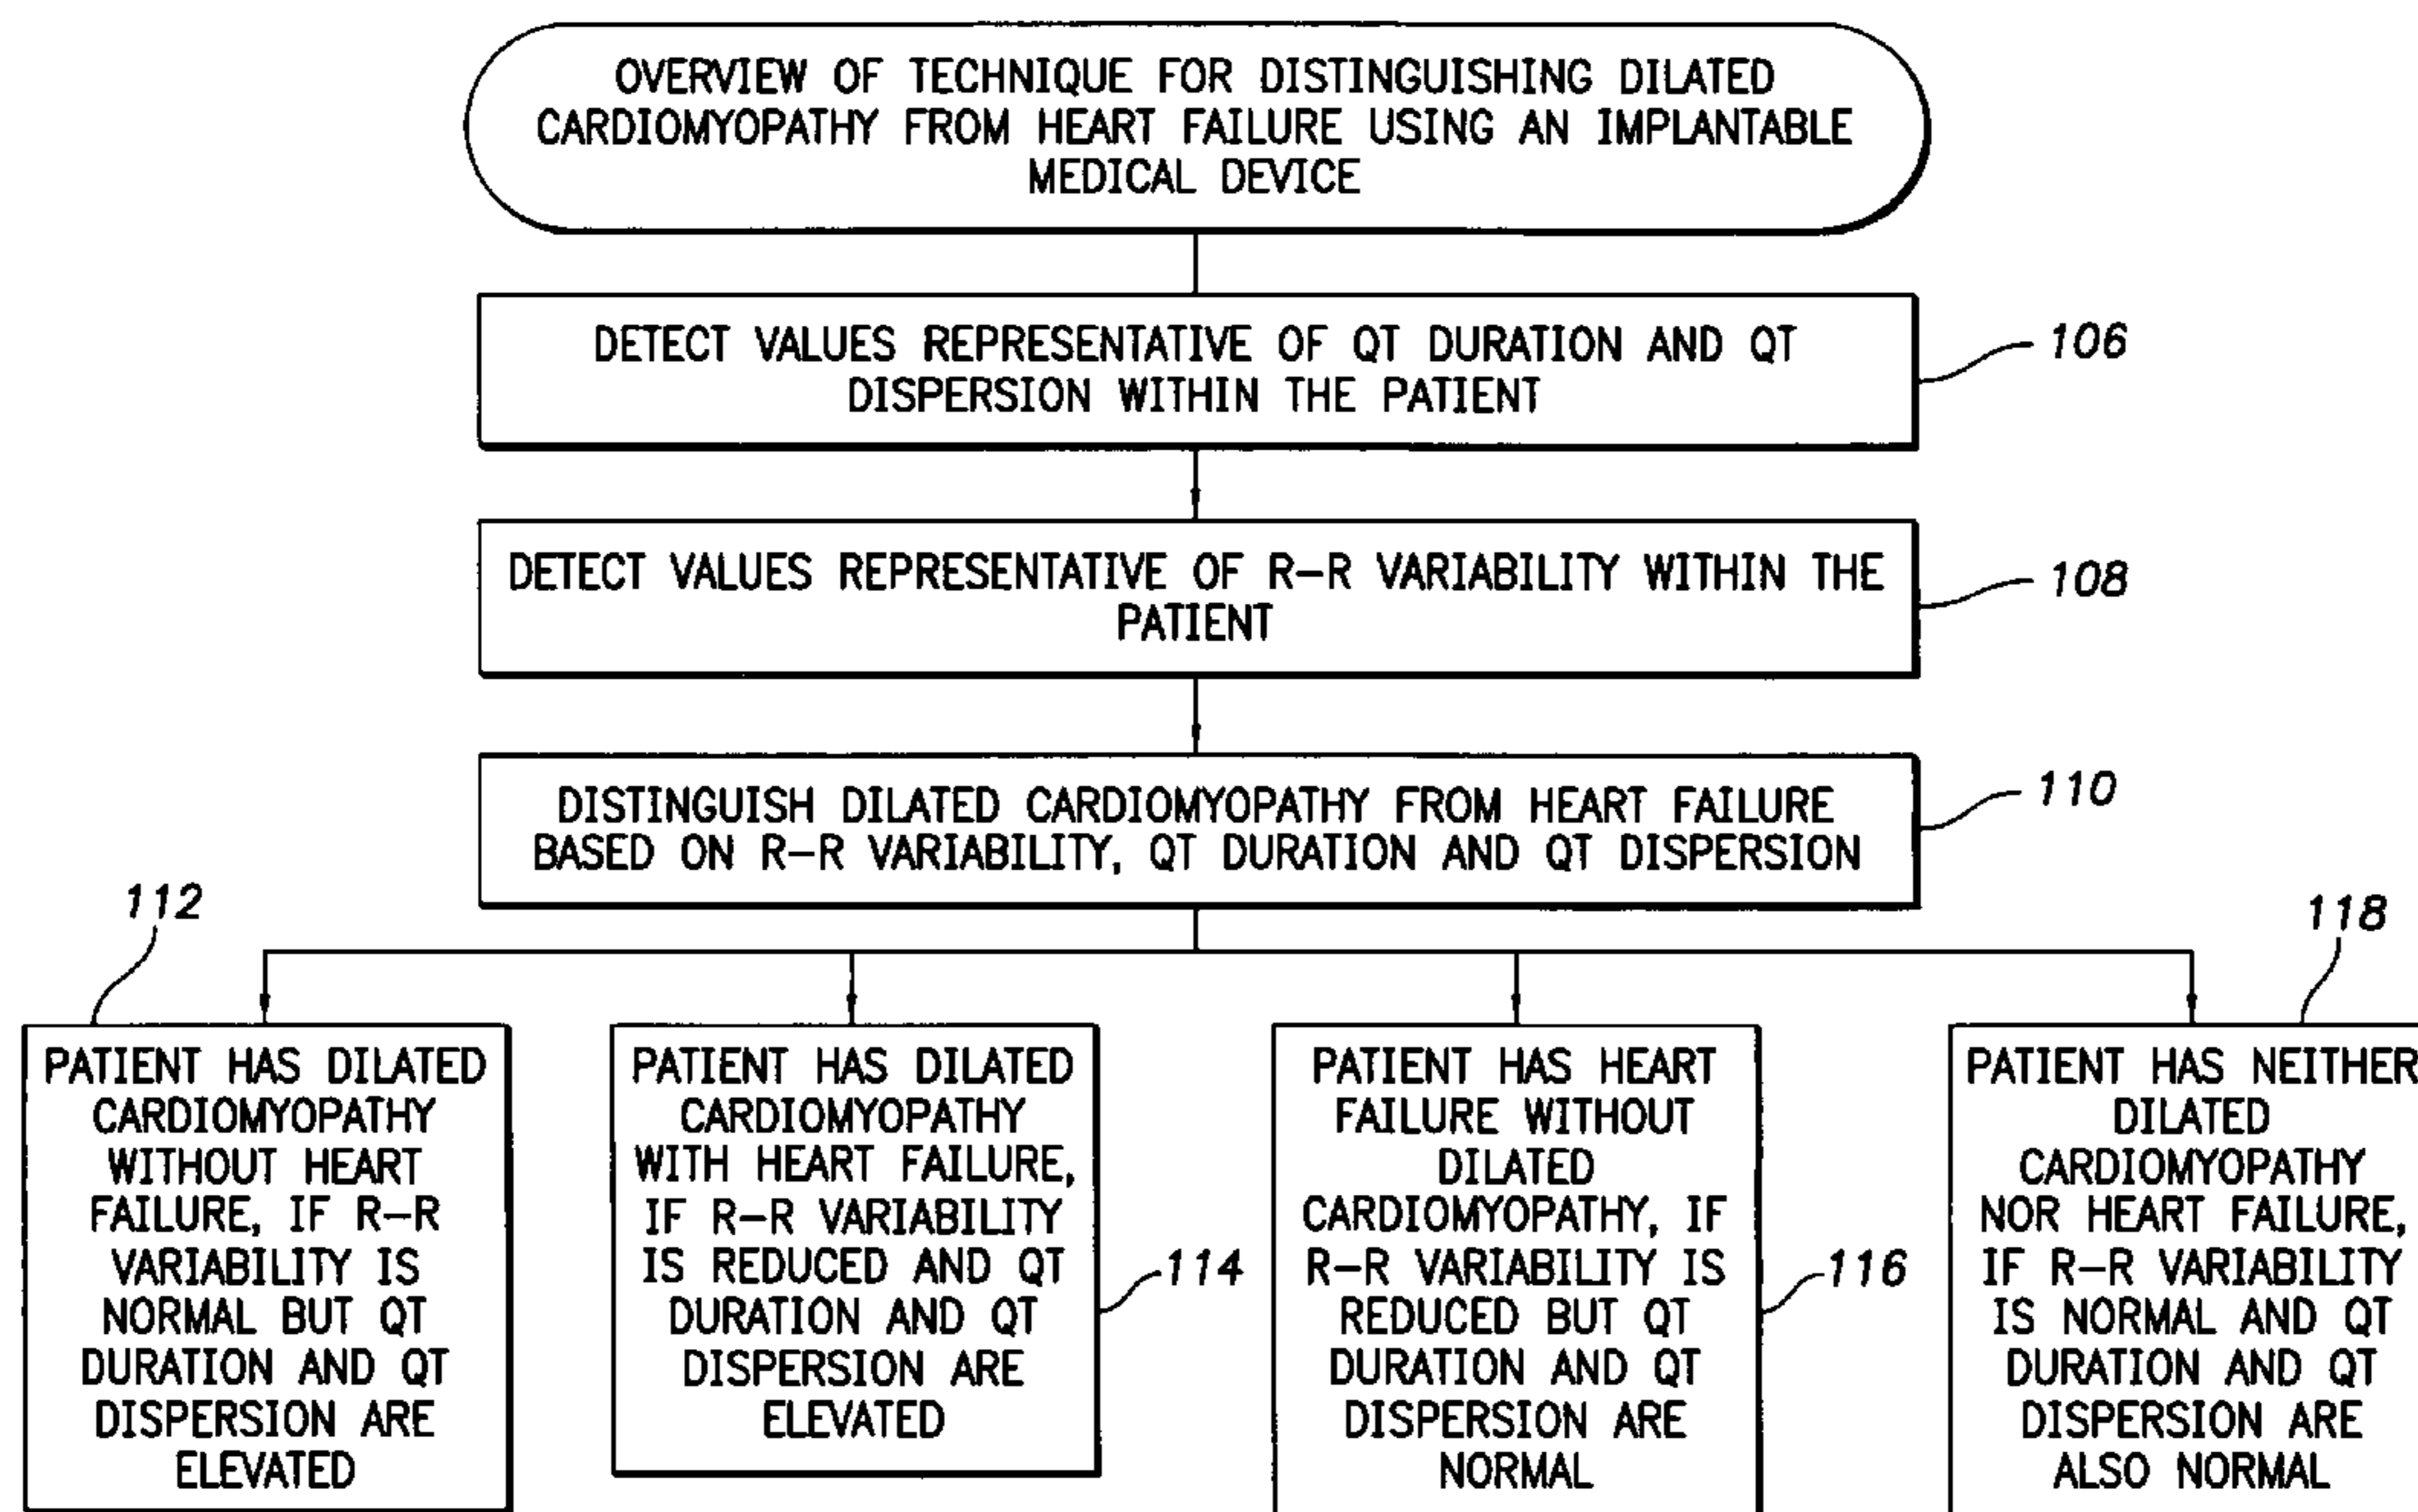 OVERVIEW OF TECHNIQUE FOR DISTINGUISHING DILATED
CARDIOMYOPATHY FROM HEART FAILURE USING AN IMPLANTABLE
MEDICAL DEVICE
DETECT VALUES REPRESENTATIVE OF QT DURATION AND QT
DISPERSION WITHIN THE PATIENT
106
DETECT VALUES REPRESENTATIVE OF R-R VARIABILITY WITHIN THE
PATIENT
108
DISTINGUISH DILATED CARDIOMYOPATHY FROM HEART FAILURE
BASED ON R-R VARIABILITY, QT DURATION AND QT DISPERSION
110
112
PATIENT HAS DILATED
CARDIOMYOPATHY
WITHOUT HEART
FAILURE, IF R-R
VARIABILITY IS
NORMAL BUT QT
DURATION AND QT
DISPERSION ARE
ELEVATED
PATIENT HAS DILATED
CARDIOMYOPATHY
WITH HEART FAILURE,
IF R-R VARIABILITY
IS REDUCED AND QT
DURATION AND QT
DISPERSION ARE
ELEVATED
114
PATIENT HAS HEART
FAILURE WITHOUT
DILATED
CARDIOMYOPATHY, IF
R-R VARIABILITY IS
REDUCED BUT QT
DURATION AND QT
DISPERSION ARE
NORMAL
116
118
PATIENT HAS NEITHER
DILATED
CARDIOMYOPATHY
NOR HEART FAILURE,
IF R-R VARIABILITY
IS NORMAL AND QT
DURATION AND QT
DISPERSION ARE
ALSO NORMAL